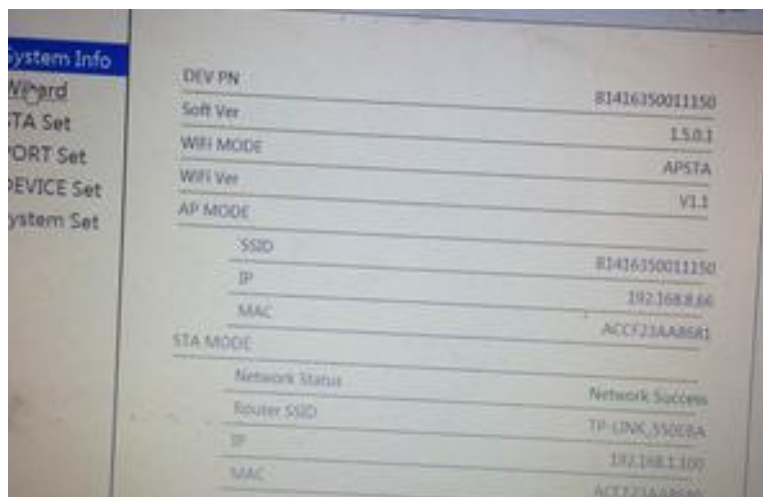 System Info
Wizard
STA Set
PORT Set
DEVICE Set
System Set
DEV PN 81416350011150
Soft Ver 1.5.0.1
WIFI MODE APSTA
WIFI Ver V1.1
AP MODE
SSID 81416350011150
IP 192.168.8.66
MAC ACCF23AA8681
STA MODE
Network Status Network Success
Router SSID TP-LINK_550EBA
IP 192.168.1.100
MAC